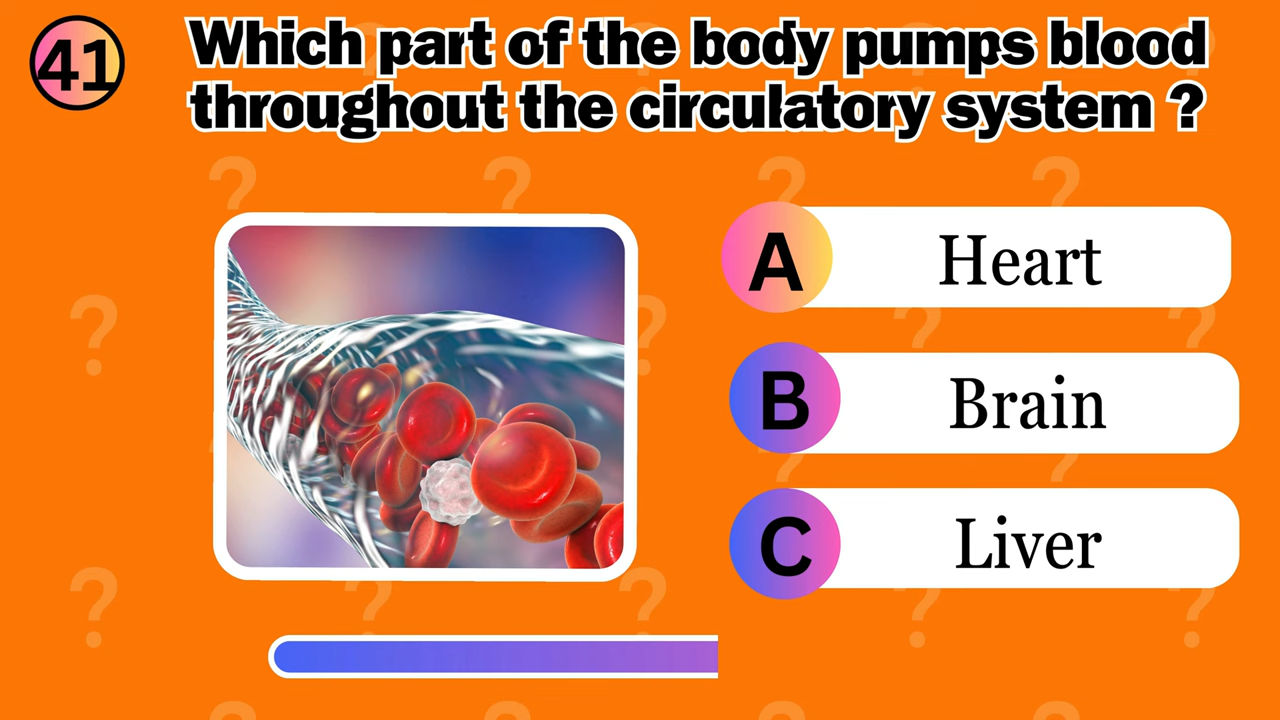 41
Which part of the body pumps blood
throughout the circulatory system ?
A Heart
B Brain
C Liver